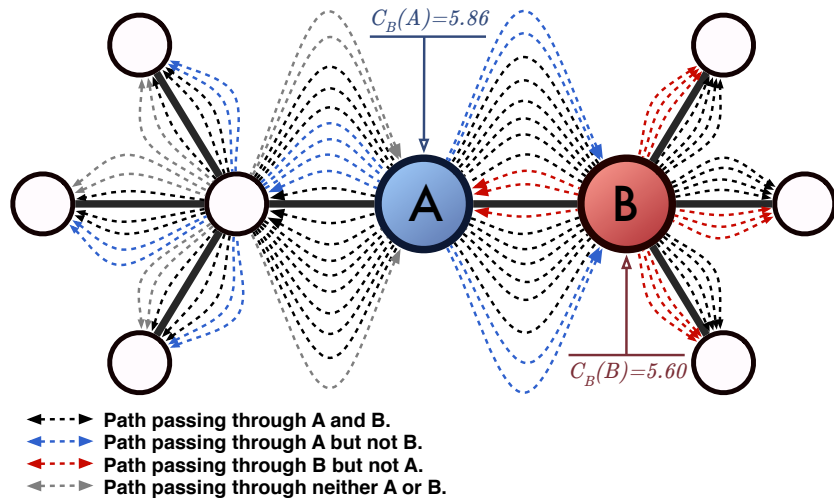 C_B(A)=5.86
A
B
C_B(B)=5.60
Path passing through A and B.
Path passing through A but not B.
Path passing through B but not A.
Path passing through neither A or B.